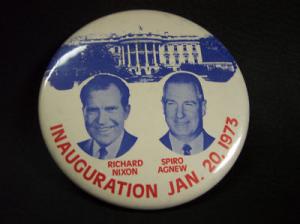 RICHARD
NIXON
SPIRO
AGNEW
INAUGURATION JAN. 20, 1973